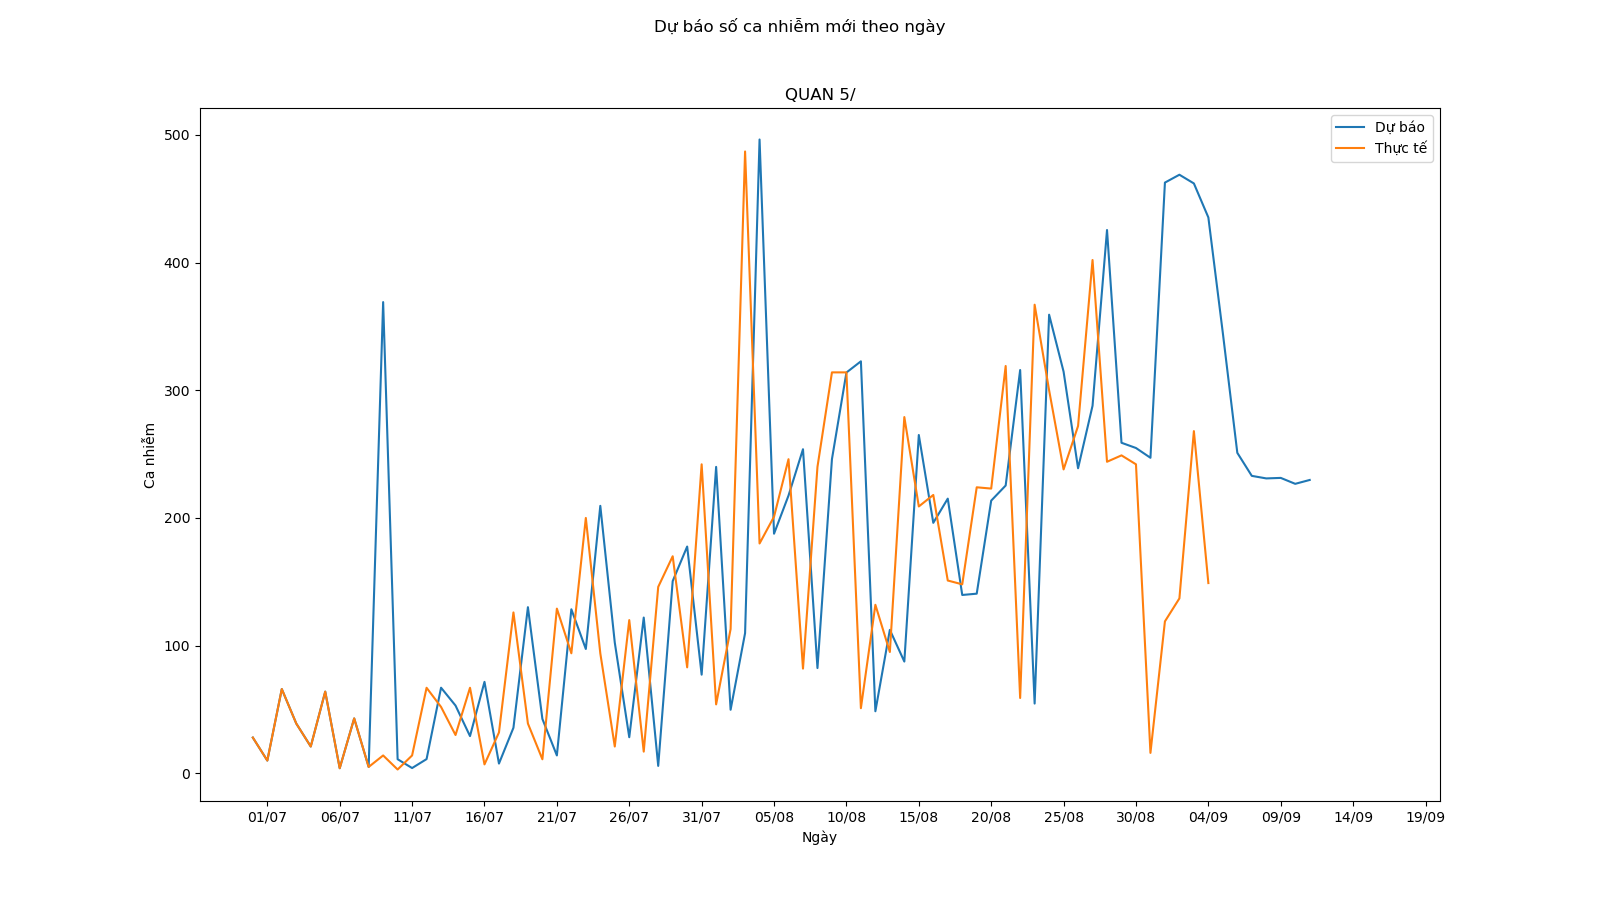 Dự báo số ca nhiễm mới theo ngày
QUAN 5/
Dự báo
Thực tế
500
400
300
200
100
0
Ca nhiễm
01/07 06/07 11/07 16/07 21/07 26/07 31/07 05/08 10/08 15/08 20/08 25/08 30/08 04/09 09/09 14/09 19/09
Ngày